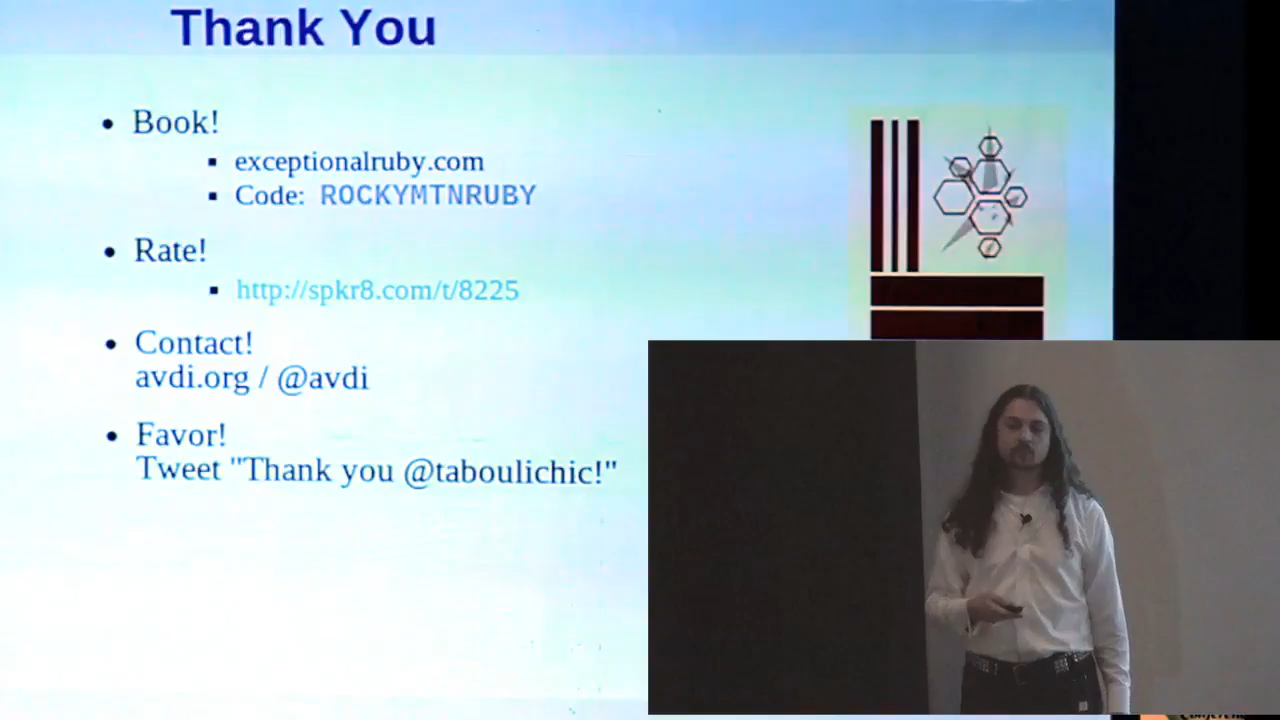 Thank You
Book!
exceptionalruby.com
Code: ROCKYMTNRUBY
Rate!
http://spkr8.com/t/8225
Contact!
avdi.org / @avdi
Favor!
Tweet "Thank you @taboulichic!"